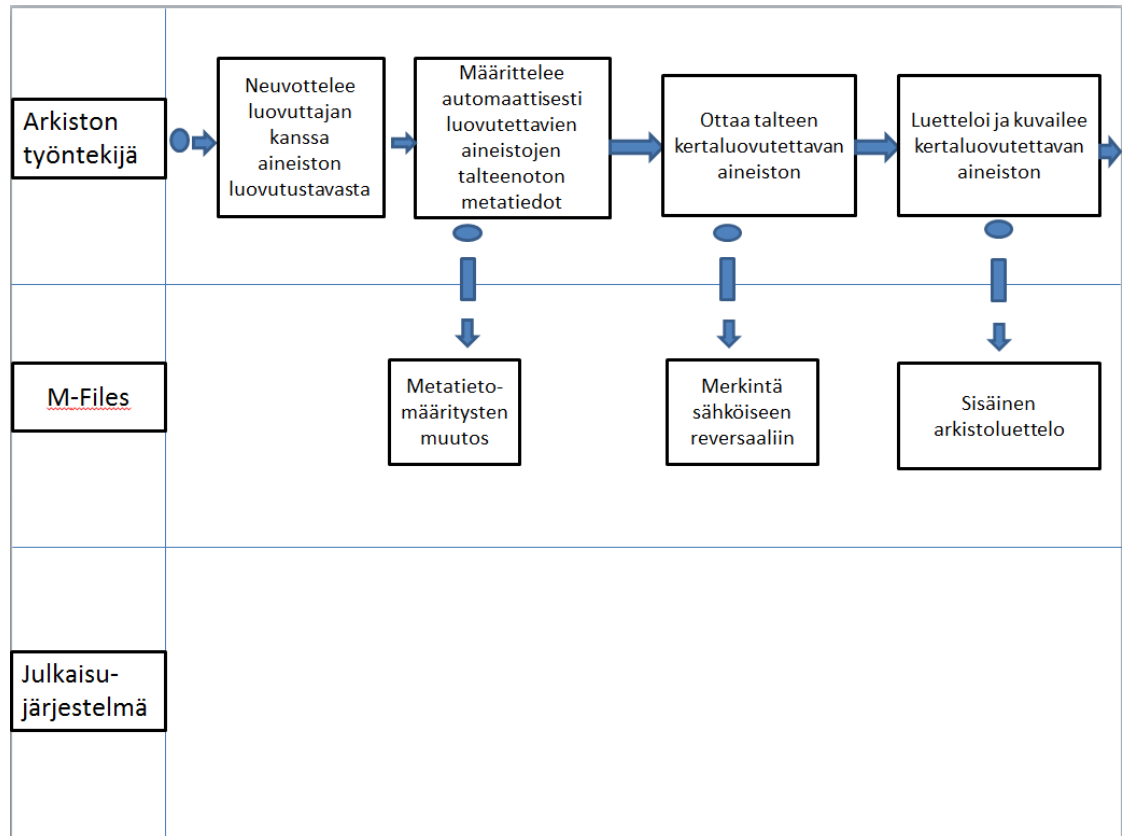 Arkiston
työntekijä
Neuvottelee
luovuttajan
kanssa
aineiston
luovutustavasta
Määrittelee
automaattisesti
luovutettavien
aineistojen
talteenoton
metatiedot
Ottaa talteen
kertaluovutettavan
aineiston
Luetteloi ja kuvailee
kertaluovutettavan
aineiston
M-Files
Metatieto-
määritysten
muutos
Merkintä
sähköiseen
reversaaliin
Sisäinen
arkistoluettelo
Julkaisu-
järjestelmä